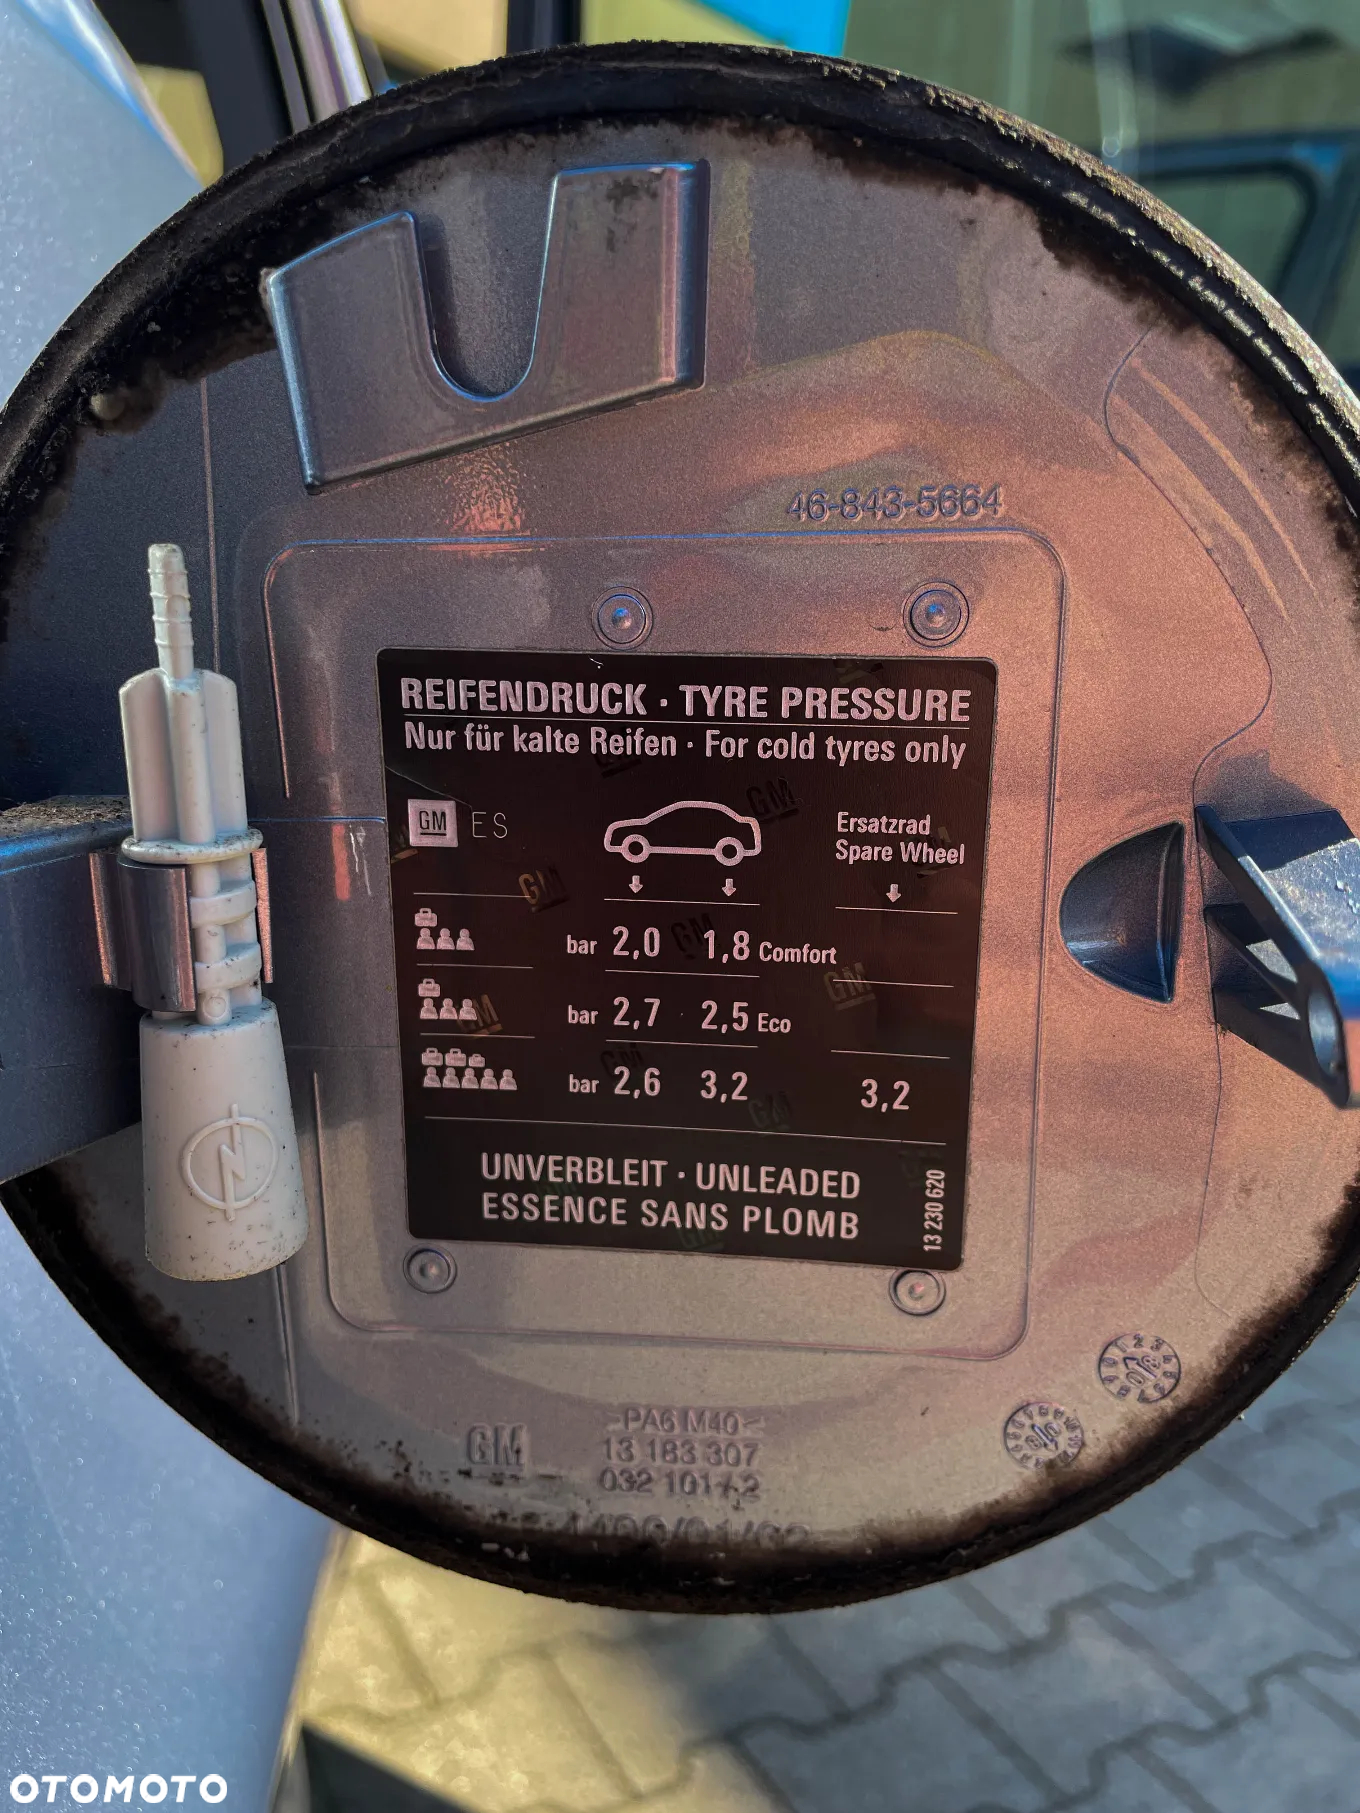 46-843-5664
REIFENDRUCK · TYRE PRESSURE
Nur für kalte Reifen · For cold tyres only
GM ES
Ersatzrad
Spare Wheel
bar 2,0 1,8 Comfort
bar 2,7 2,5 Eco
bar 2,6 3,2 3,2
UNVERBLEIT · UNLEADED
ESSENCE SANS PLOMB
13 230 620
>PA6 M40<
GM 13 183 307
032 101
OTOMOTO